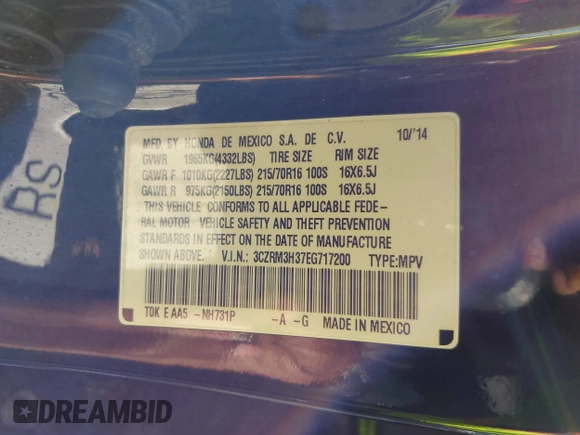 MFD. BY HONDA DE MEXICO S.A. DE C.V. 10/'14
GVWR 1965KG(4332LBS) TIRE SIZE RIM SIZE
GAWR F 1010KG(2227LBS) 215/70R16 100S 16X6.5J
GAWR R 975KG(2150LBS) 215/70R16 100S 16X6.5J
THIS VEHICLE CONFORMS TO ALL APPLICABLE FEDE-
RAL MOTOR VEHICLE SAFETY AND THEFT PREVENTION
STANDARDS IN EFFECT ON THE DATE OF MANUFACTURE
SHOWN ABOVE. V.I.N.: 3CZRM3H37EG717200 TYPE:MPV
T0K E AA5 -NH731P -A -G MADE IN MEXICO
RS
DREAMBID